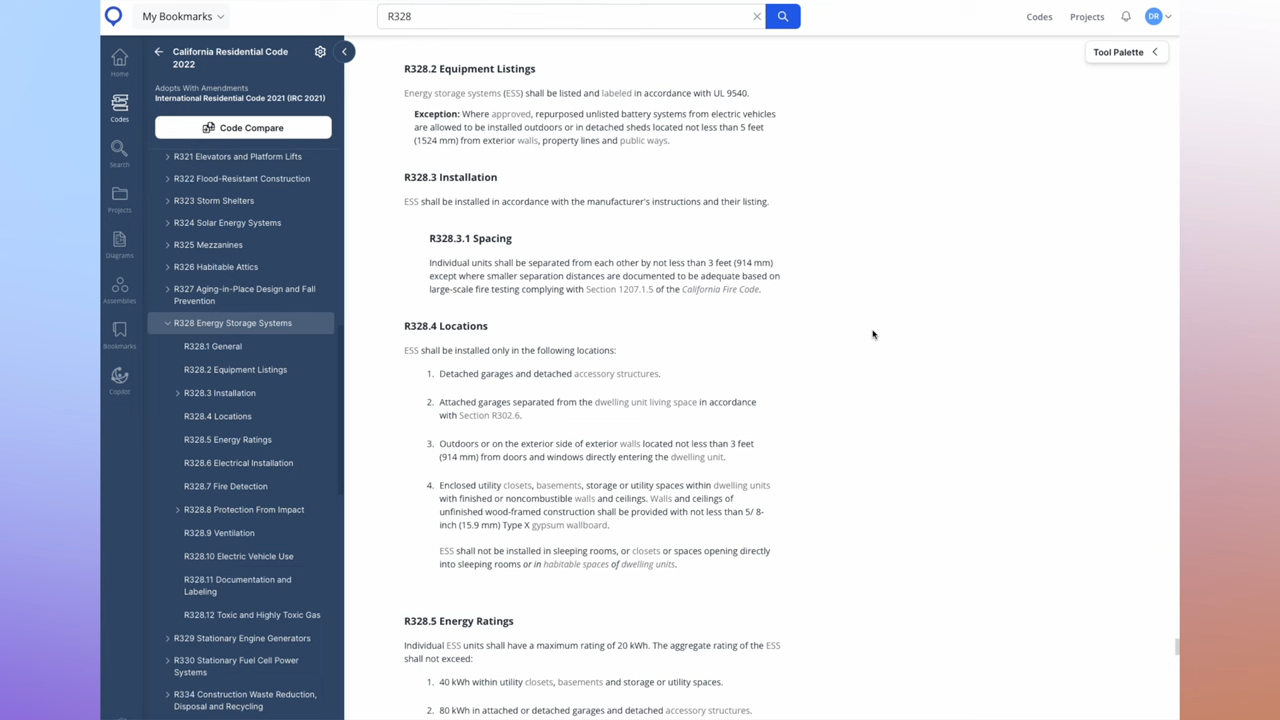 My Bookmarks
R328
Codes
Projects
DR
Home
Codes
Search
Projects
Diagrams
Assemblies
Bookmarks
Copilot
California Residential Code
2022
Adopts With Amendments
International Residential Code 2021 (IRC 2021)
Code Compare
R321 Elevators and Platform Lifts
R322 Flood-Resistant Construction
R323 Storm Shelters
R324 Solar Energy Systems
R325 Mezzanines
R326 Habitable Attics
R327 Aging-in-Place Design and Fall
Prevention
R328 Energy Storage Systems
R328.1 General
R328.2 Equipment Listings
R328.3 Installation
R328.4 Locations
R328.5 Energy Ratings
R328.6 Electrical Installation
R328.7 Fire Detection
R328.8 Protection From Impact
R328.9 Ventilation
R328.10 Electric Vehicle Use
R328.11 Documentation and
Labeling
R328.12 Toxic and Highly Toxic Gas
R329 Stationary Engine Generators
R330 Stationary Fuel Cell Power
Systems
R334 Construction Waste Reduction,
Disposal and Recycling
Tool Palette
R328.2 Equipment Listings
Energy storage systems (ESS) shall be listed and labeled in accordance with UL 9540.
Exception: Where approved, repurposed unlisted battery systems from electric vehicles
are allowed to be installed outdoors or in detached sheds located not less than 5 feet
(1524 mm) from exterior walls, property lines and public ways.
R328.3 Installation
ESS shall be installed in accordance with the manufacturer's instructions and their listing.
R328.3.1 Spacing
Individual units shall be separated from each other by not less than 3 feet (914 mm)
except where smaller separation distances are documented to be adequate based on
large-scale fire testing complying with Section 1207.1.5 of the California Fire Code.
R328.4 Locations
ESS shall be installed only in the following locations:
1. Detached garages and detached accessory structures.
2. Attached garages separated from the dwelling unit living space in accordance
with Section R302.6.
3. Outdoors or on the exterior side of exterior walls located not less than 3 feet
(914 mm) from doors and windows directly entering the dwelling unit.
4. Enclosed utility closets, basements, storage or utility spaces within dwelling units
with finished or noncombustible walls and ceilings. Walls and ceilings of
unfinished wood-framed construction shall be provided with not less than 5/ 8-
inch (15.9 mm) Type X gypsum wallboard.
ESS shall not be installed in sleeping rooms, or closets or spaces opening directly
into sleeping rooms or in habitable spaces of dwelling units.
R328.5 Energy Ratings
Individual ESS units shall have a maximum rating of 20 kWh. The aggregate rating of the ESS
shall not exceed:
1. 40 kWh within utility closets, basements and storage or utility spaces.
2. 80 kWh in attached or detached garages and detached accessory structures.